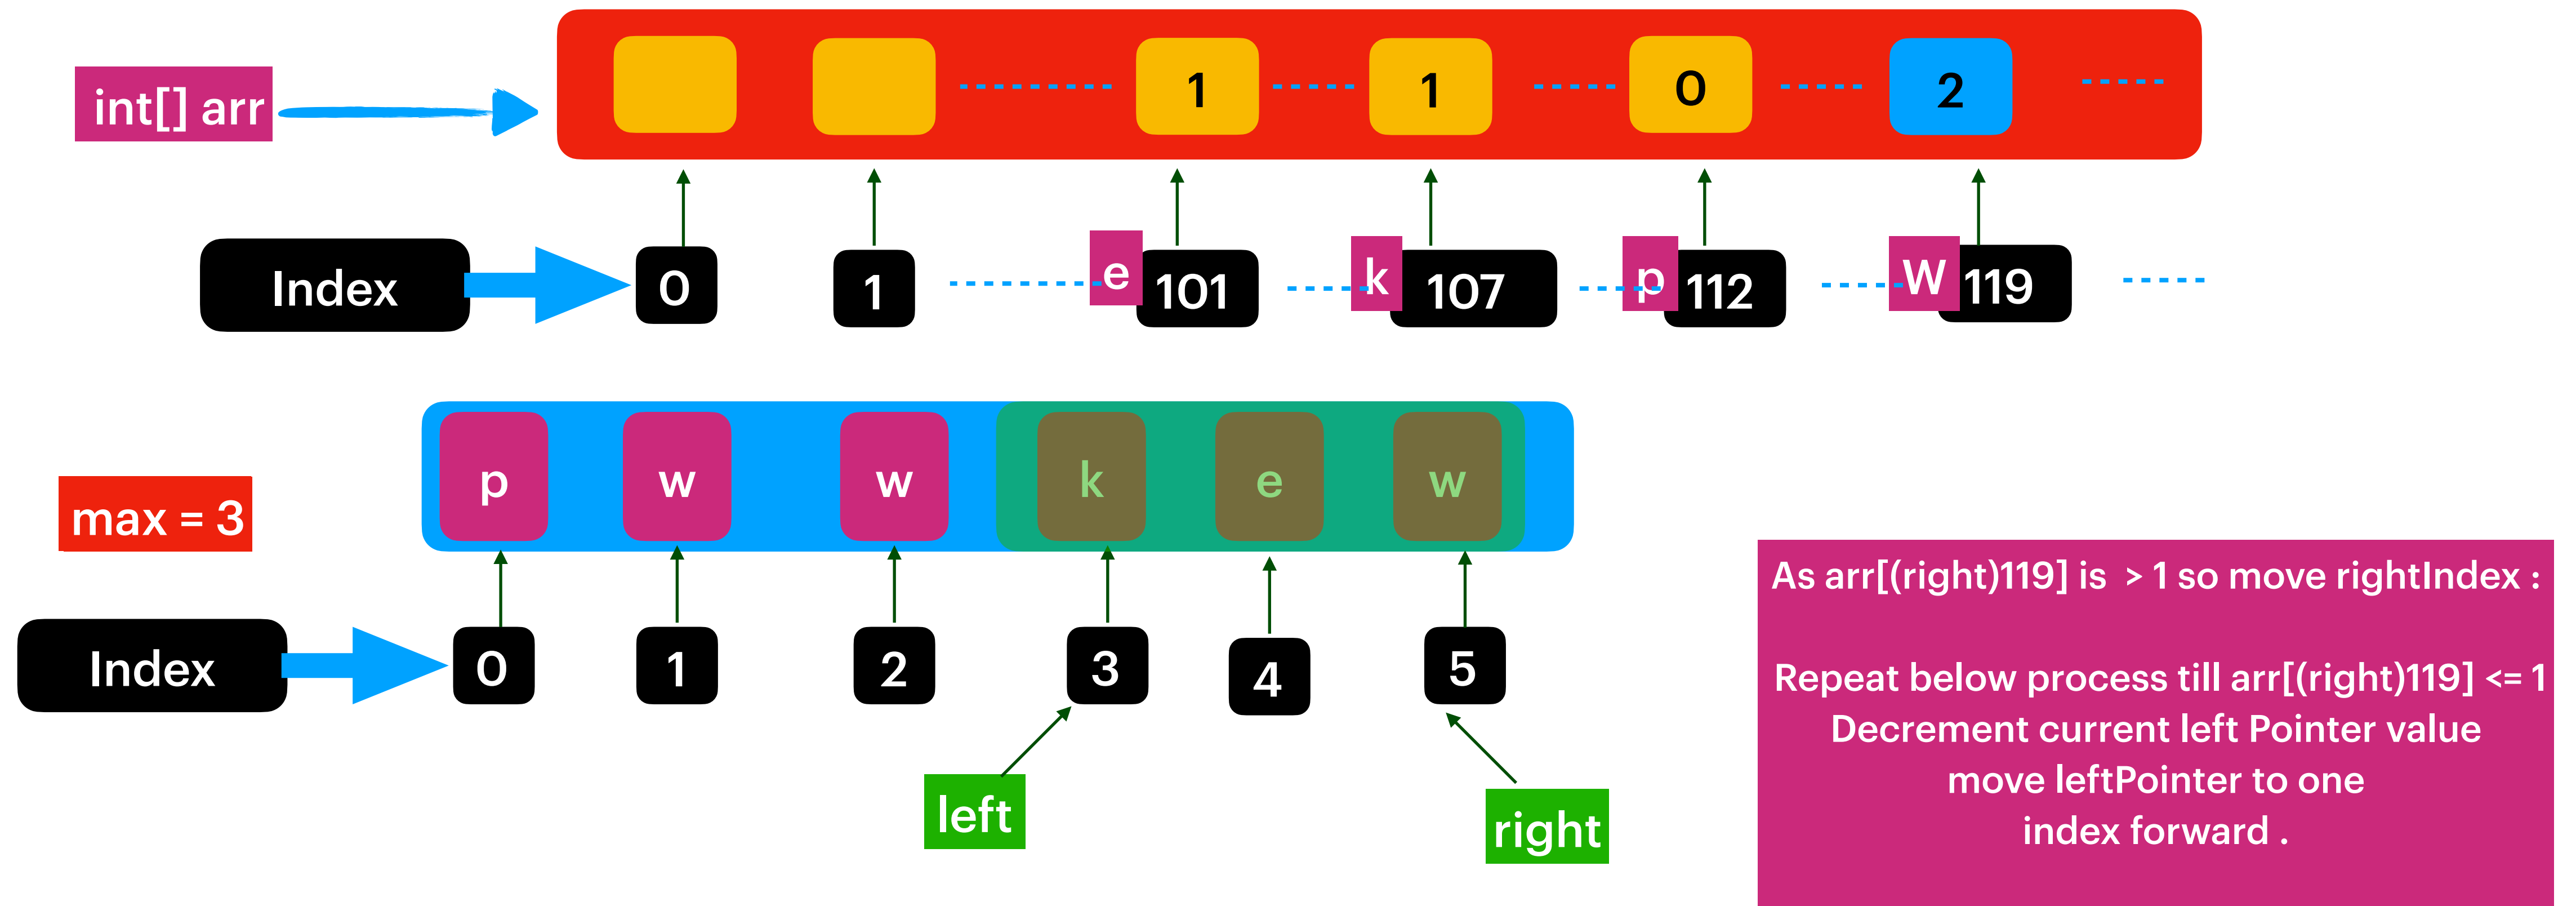 int[] arr
1 1 0 2
Index 0 1 e 101 k 107 p 112 W 119
p w w k e w
max = 3
Index 0 1 2 3 4 5
left
right
As arr[(right)119] is > 1 so move rightIndex :
Repeat below process till arr[(right)119] <= 1
Decrement current left Pointer value
move leftPointer to one
index forward .